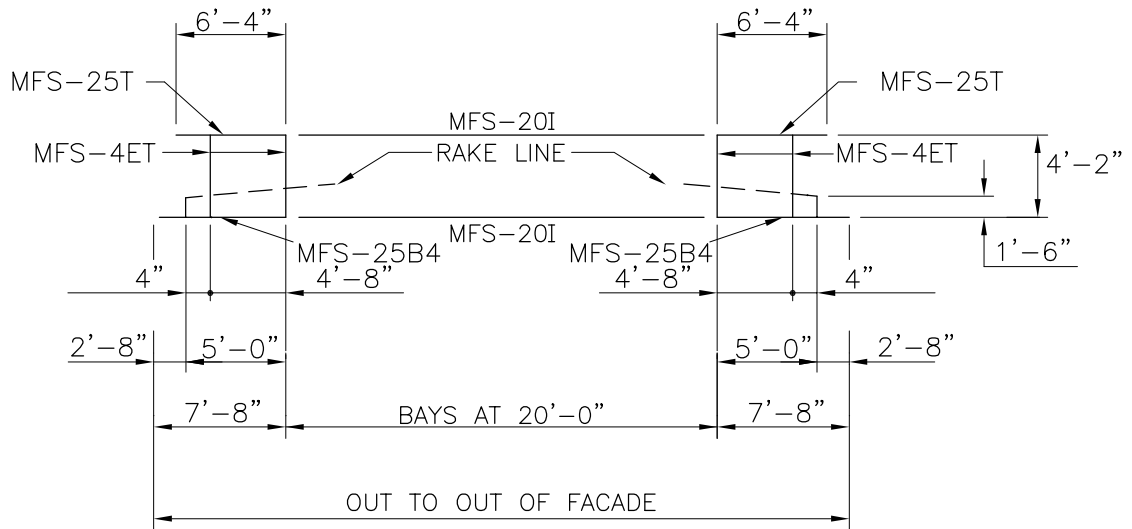 6'-4" 6'-4"
MFS-25T MFS-25T
MFS-20I
MFS-4ET RAKE LINE MFS-4ET
4'-2"
MFS-20I
MFS-25B4 MFS-25B4 1'-6"
4" 4'-8" 4'-8" 4"
2'-8" 5'-0" 5'-0" 2'-8"
7'-8" BAYS AT 20'-0" 7'-8"
OUT TO OUT OF FACADE